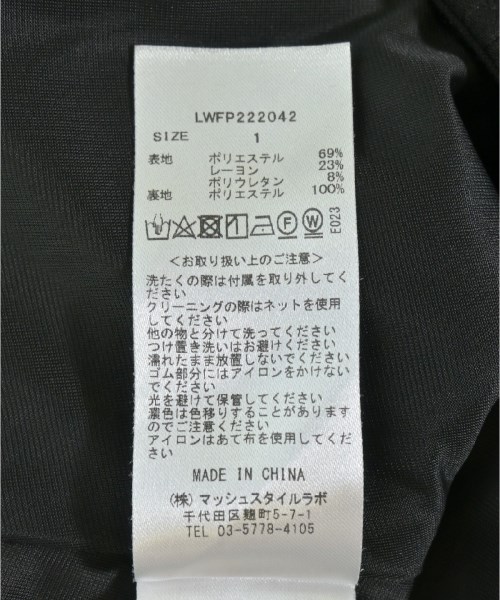 LWFP222042
SIZE 1
表地 ポリエステル 69%
レーヨン 23%
ポリウレタン 8%
裏地 ポリエステル 100%
E023
<お取り扱い上のご注意>
洗たくの際は付属を取り外してく
ださい
クリーニングの際はネットを使用
してください
他の物と分けて洗ってください
つけ置き洗いはお避けください
濡れたまま放置しないでください
ゴム部分にはアイロンをかけない
でください
光を避けて保管してください
濃色は色移りすることがあります
のでご注意ください
アイロンはあて布を使用してくだ
さい
MADE IN CHINA
(株) マッシュスタイルラボ
千代田区麹町5-7-1
TEL 03-5778-4105